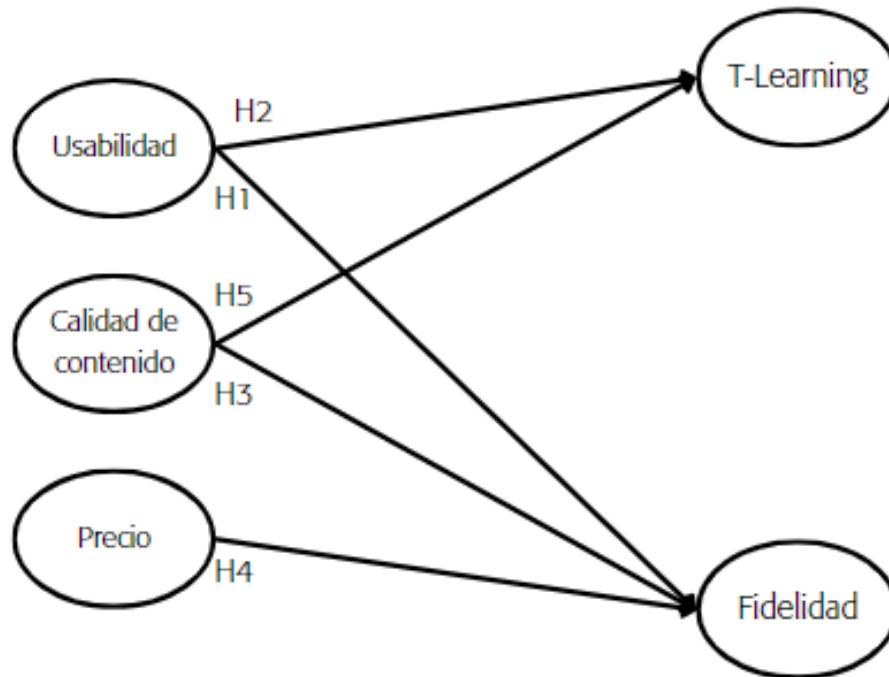 T-Learning
H2
Usabilidad
H1
H5
Calidad de
contenido
H3
Precio
H4
Fidelidad